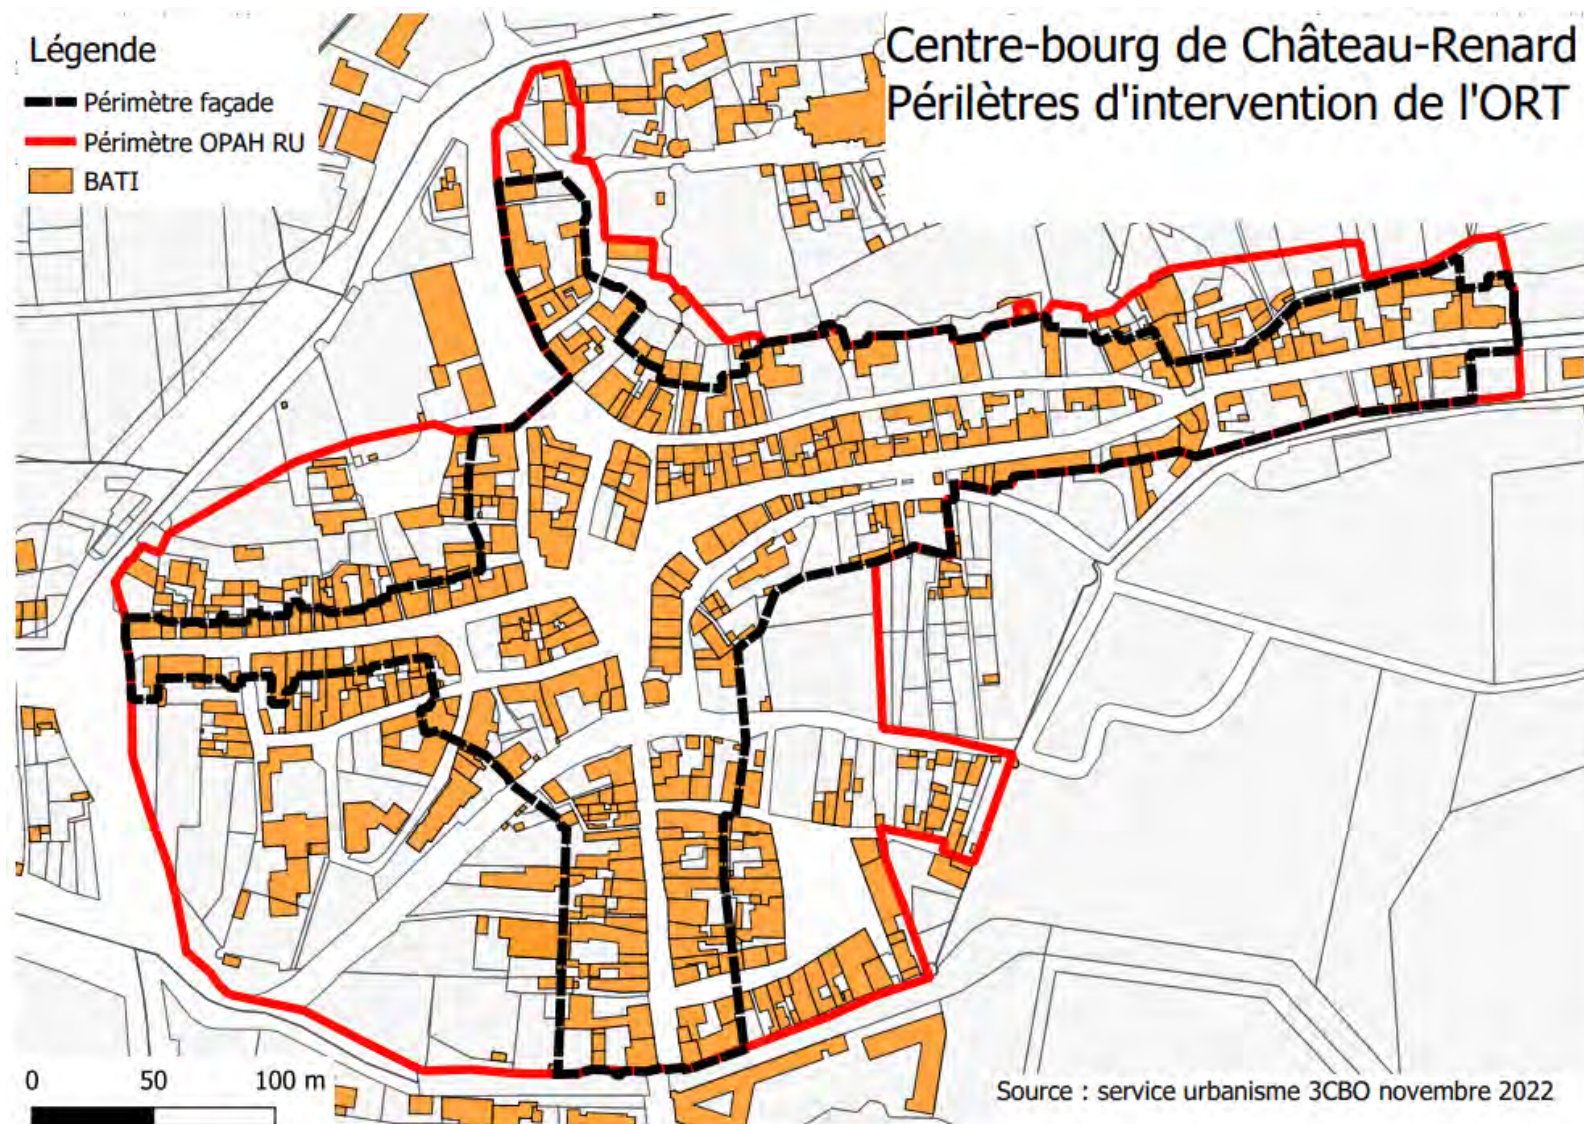 Centre-bourg de Château-Renard
Périlètres d'intervention de l'ORT
Légende
Périmètre façade
Périmètre OPAH RU
BATI
0 50 100 m
Source : service urbanisme 3CBO novembre 2022